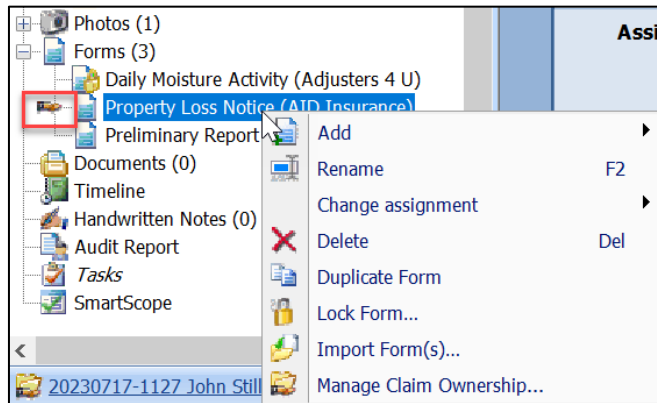 Photos (1)
Assi
Forms (3)
Daily Moisture Activity (Adjusters 4 U)
Property Loss Notice (AID Insurance)
Preliminary Report
Add
Documents (0)
Rename F2
Timeline
Change assignment
Handwritten Notes (0)
Audit Report
Delete Del
Tasks
Duplicate Form
SmartScope
Lock Form...
Import Form(s)...
20230717-1127 John Still
Manage Claim Ownership...